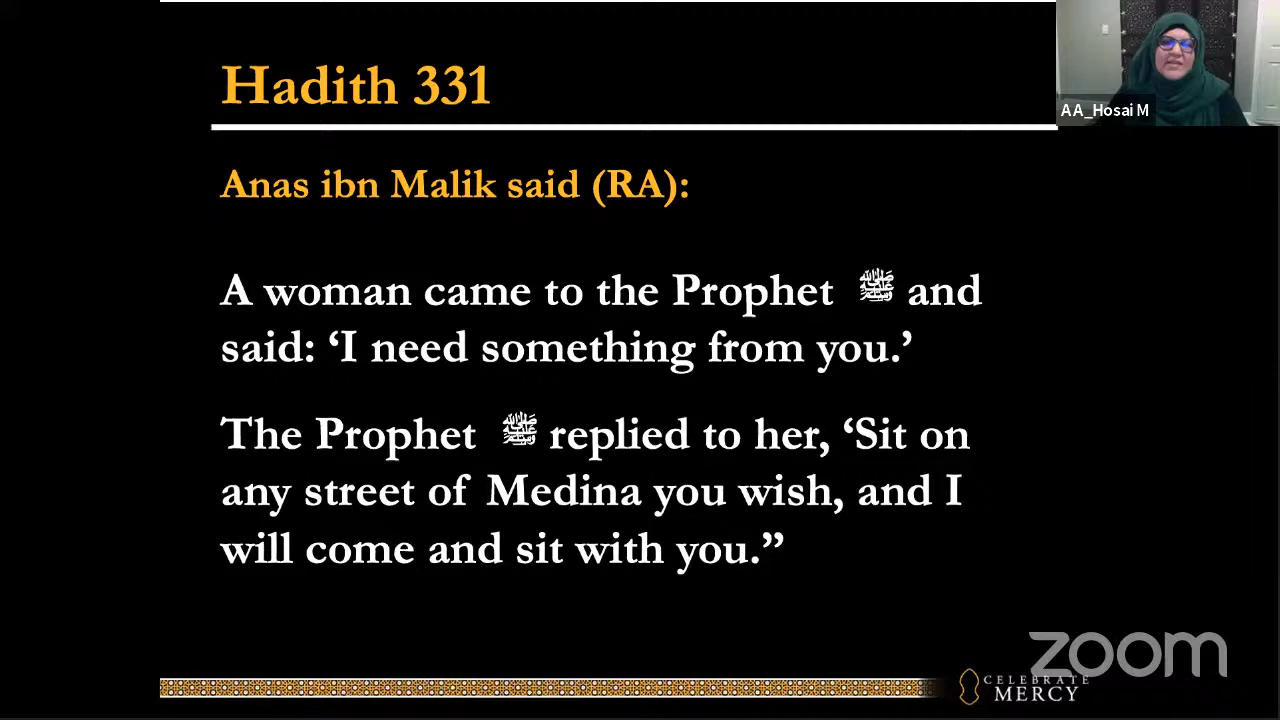 Hadith 331
AA_Hosai M
Anas ibn Malik said (RA):
A woman came to the Prophet ﷺ and
said: ‘I need something from you.’
The Prophet ﷺ replied to her, ‘Sit on
any street of Medina you wish, and I
will come and sit with you.”
zoom
CELEBRATE
MERCY